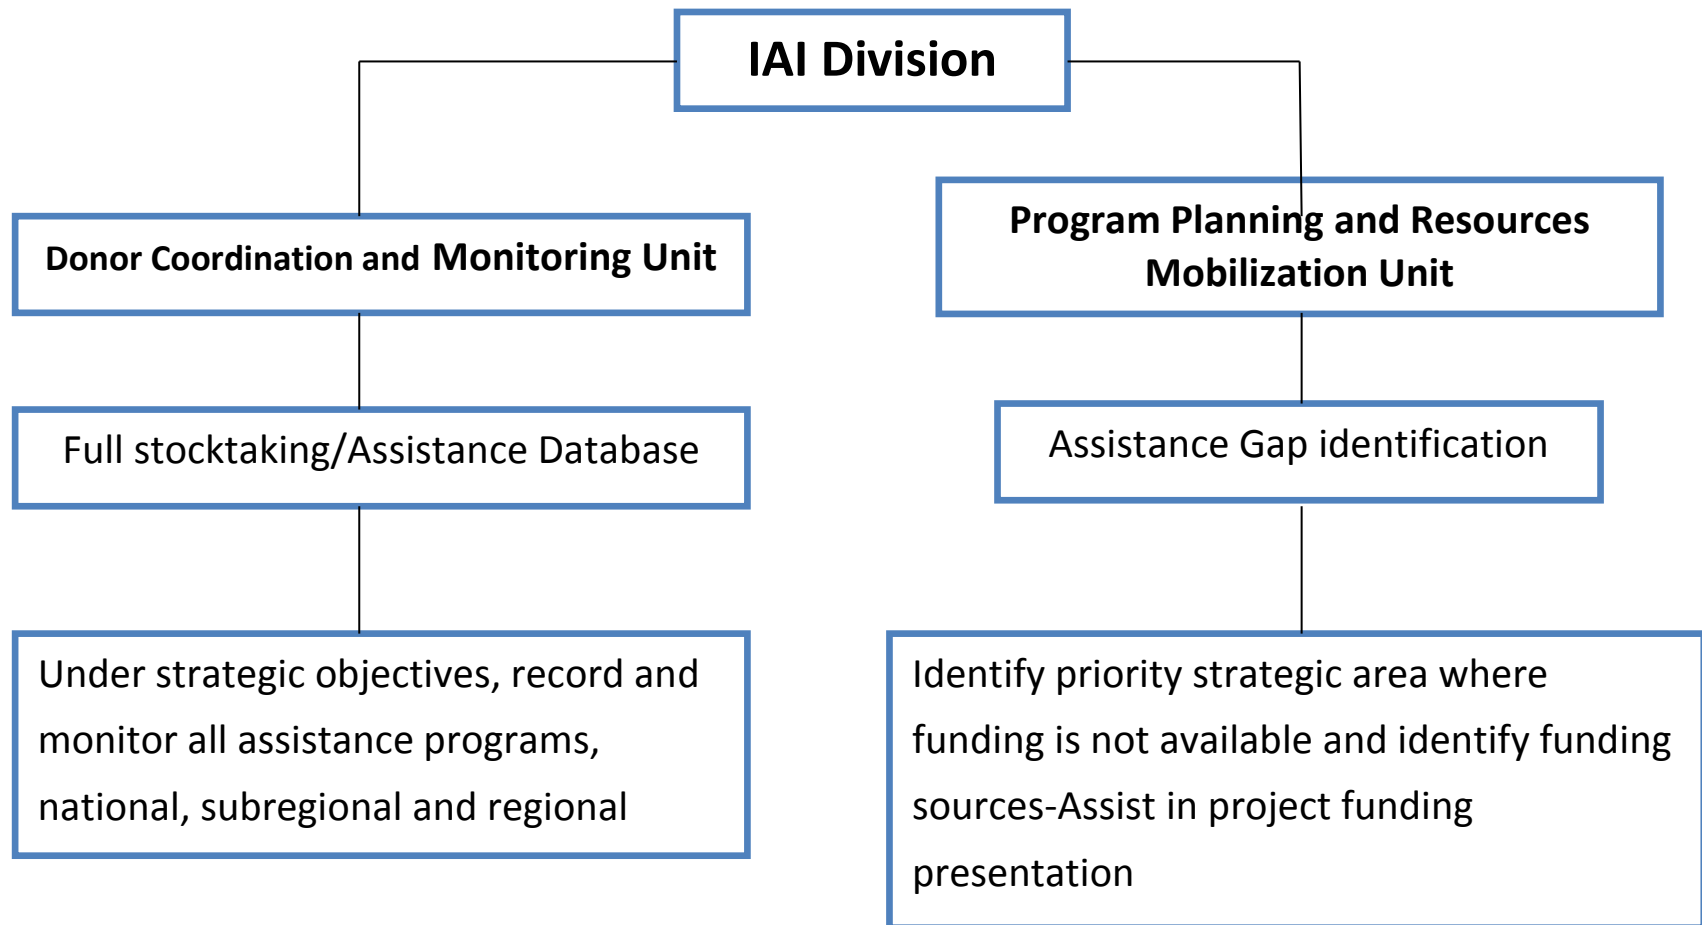 IAI Division
Donor Coordination and Monitoring Unit
Program Planning and Resources
Mobilization Unit
Full stocktaking/Assistance Database
Assistance Gap identification
Under strategic objectives, record and
monitor all assistance programs,
national, subregional and regional
Identify priority strategic area where
funding is not available and identify funding
sources-Assist in project funding
presentation